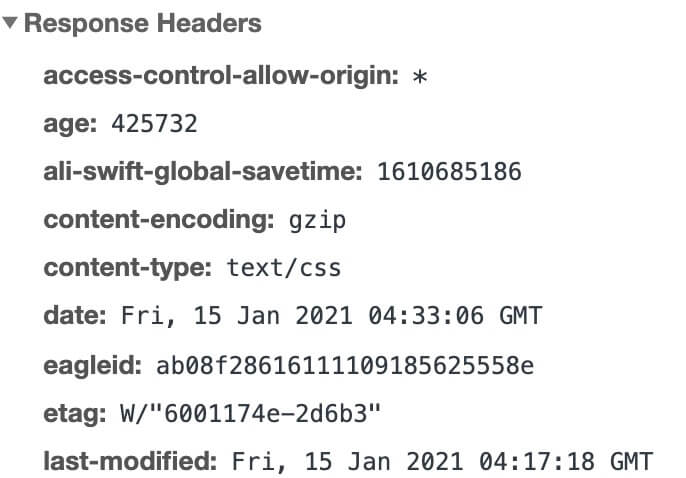 Response Headers
access-control-allow-origin: *
age: 425732
ali-swift-global-savetime: 1610685186
content-encoding: gzip
content-type: text/css
date: Fri, 15 Jan 2021 04:33:06 GMT
eagleid: ab08f28616111109185625558e
etag: W/"6001174e-2d6b3"
last-modified: Fri, 15 Jan 2021 04:17:18 GMT